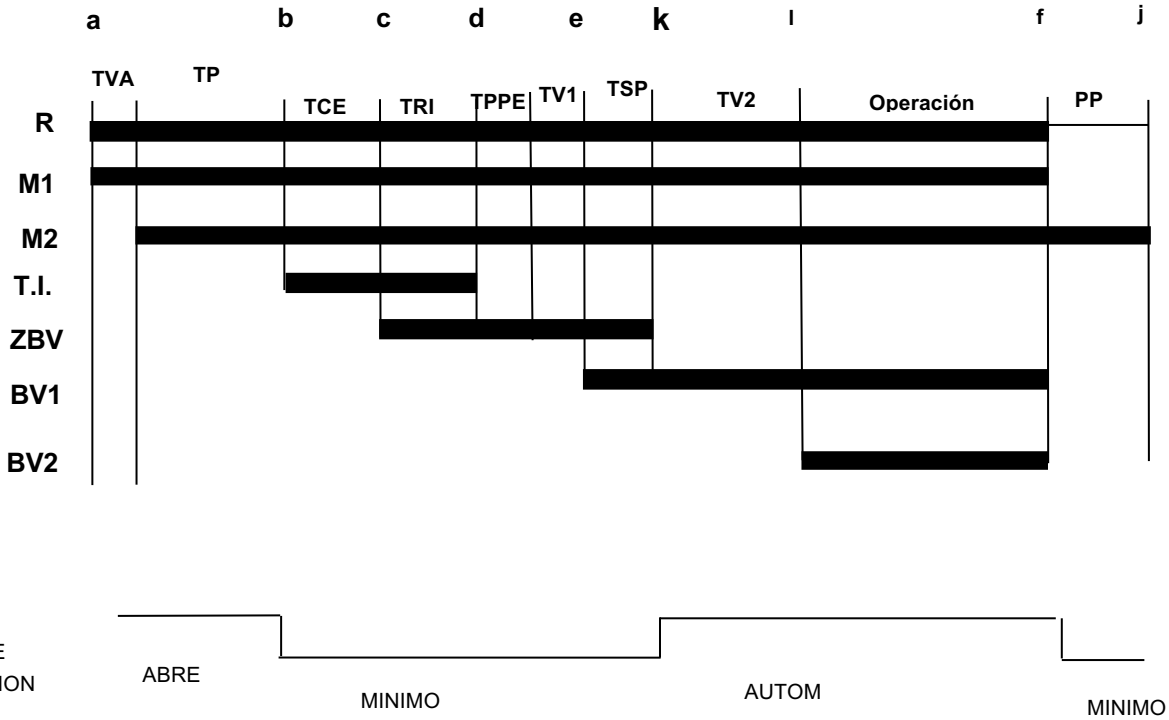 a b c d e k l f j
TVA TP TCE TRI TPPE TV1 TSP TV2 Operación PP
R
M1
M2
T.I.
ZBV
BV1
BV2
E
ION
ABRE MINIMO AUTOM MINIMO